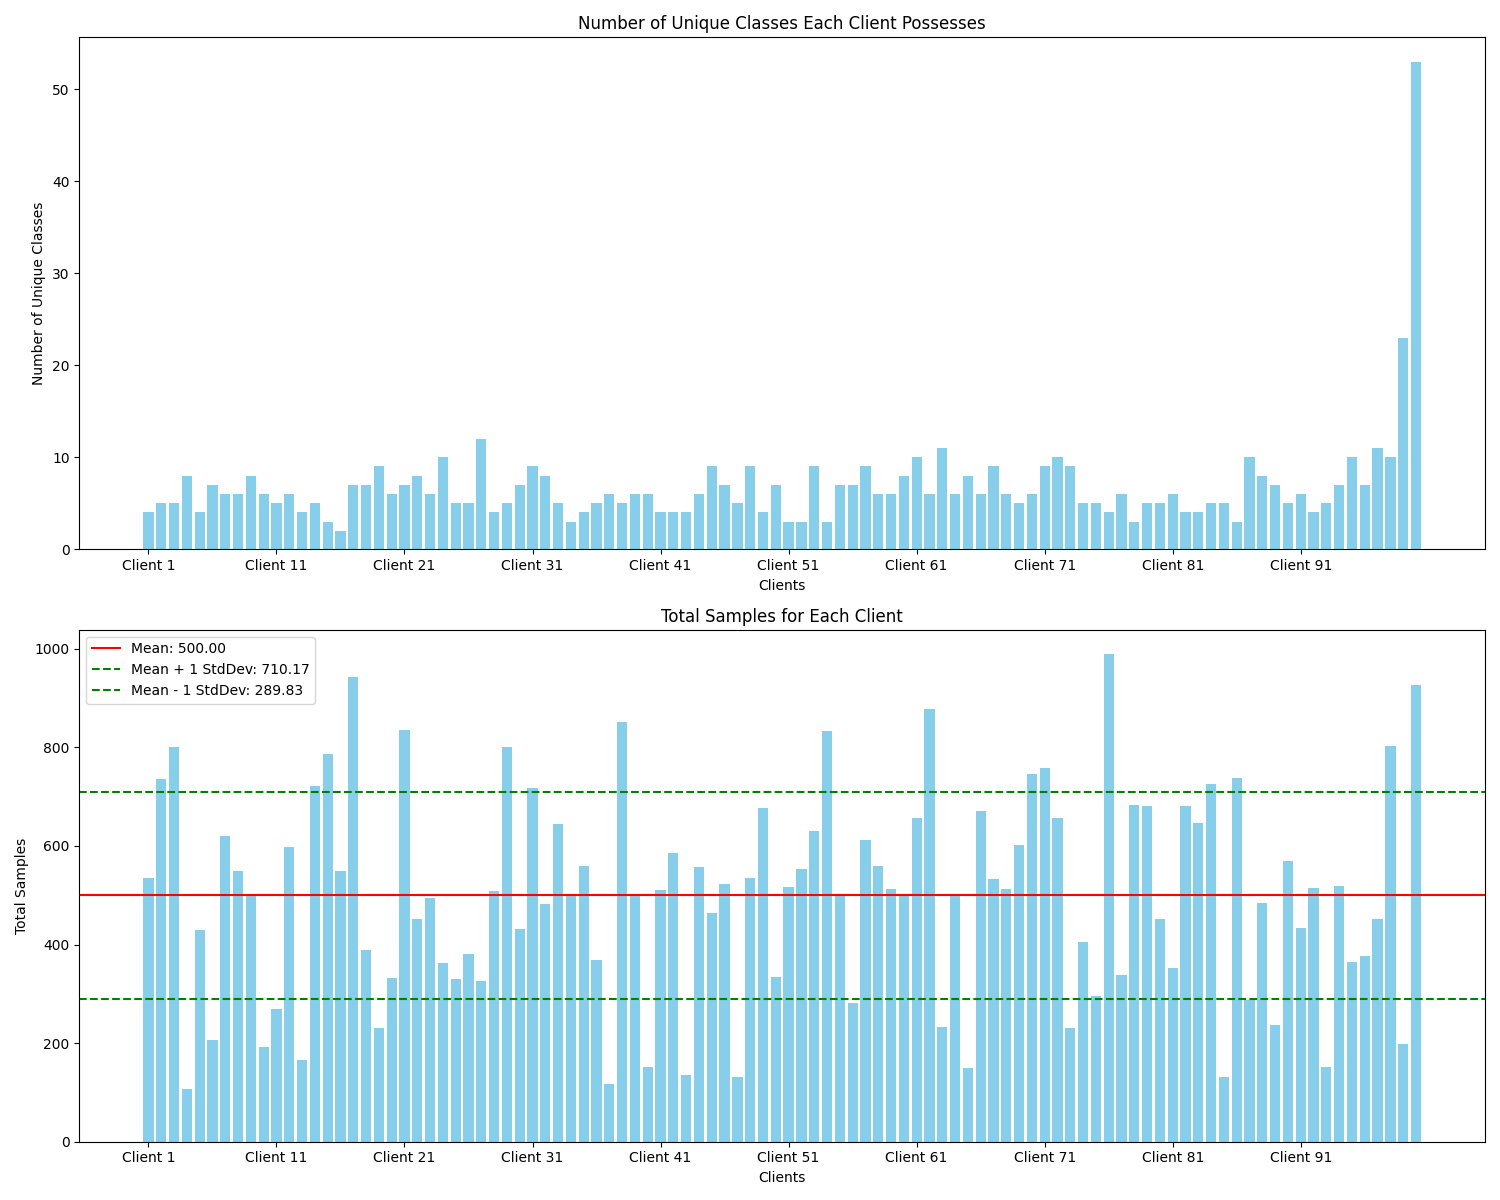 Number of Unique Classes Each Client Possesses
50
40
30
20
10
0
Number of Unique Classes
Client 1 Client 11 Client 21 Client 31 Client 41 Client 51 Client 61 Client 71 Client 81 Client 91
Clients
Total Samples for Each Client
Mean: 500.00
Mean + 1 StdDev: 710.17
Mean - 1 StdDev: 289.83
1000
800
600
400
200
0
Total Samples
Client 1 Client 11 Client 21 Client 31 Client 41 Client 51 Client 61 Client 71 Client 81 Client 91
Clients